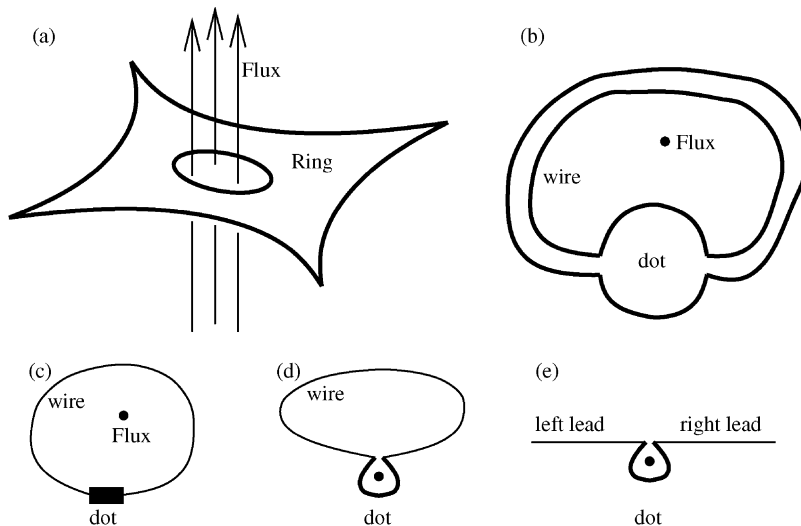 (a)
Flux
Ring
(b)
Flux
wire
dot
(c)
wire
Flux
dot
(d)
wire
dot
(e)
left lead
right lead
dot